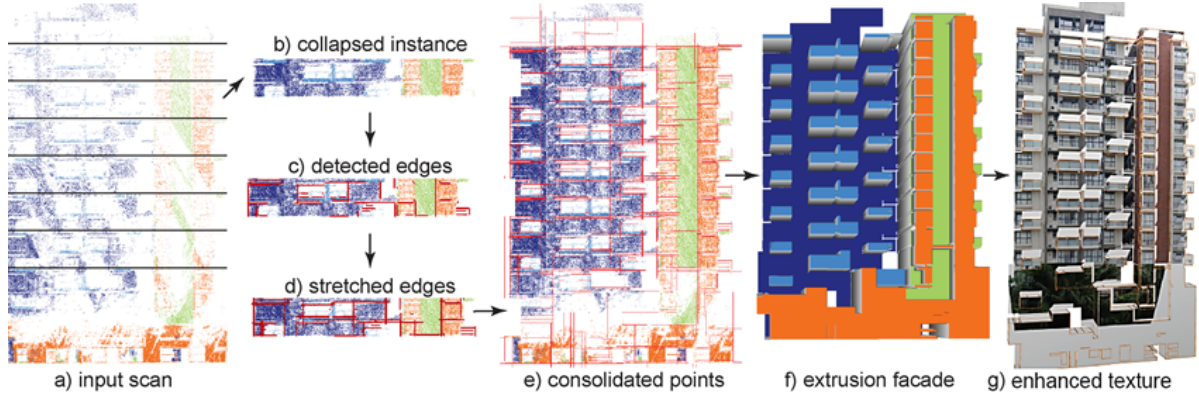 a) input scan
b) collapsed instance
c) detected edges
d) stretched edges
e) consolidated points
f) extrusion facade
g) enhanced texture